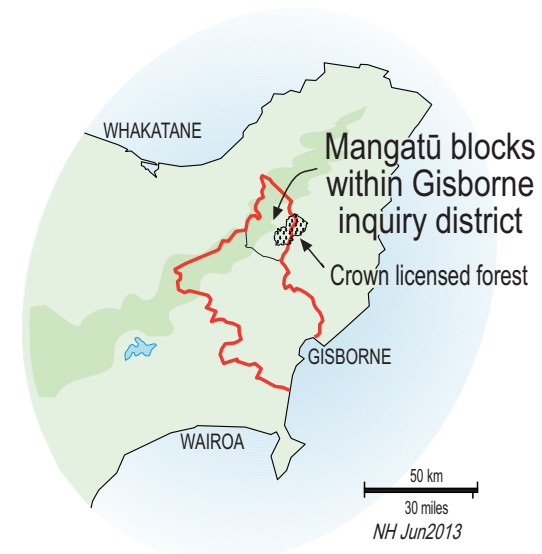 WHAKATANE
Mangatū blocks
within Gisborne
inquiry district
Crown licensed forest
GISBORNE
WAIROA
50 km
30 miles
NH Jun2013